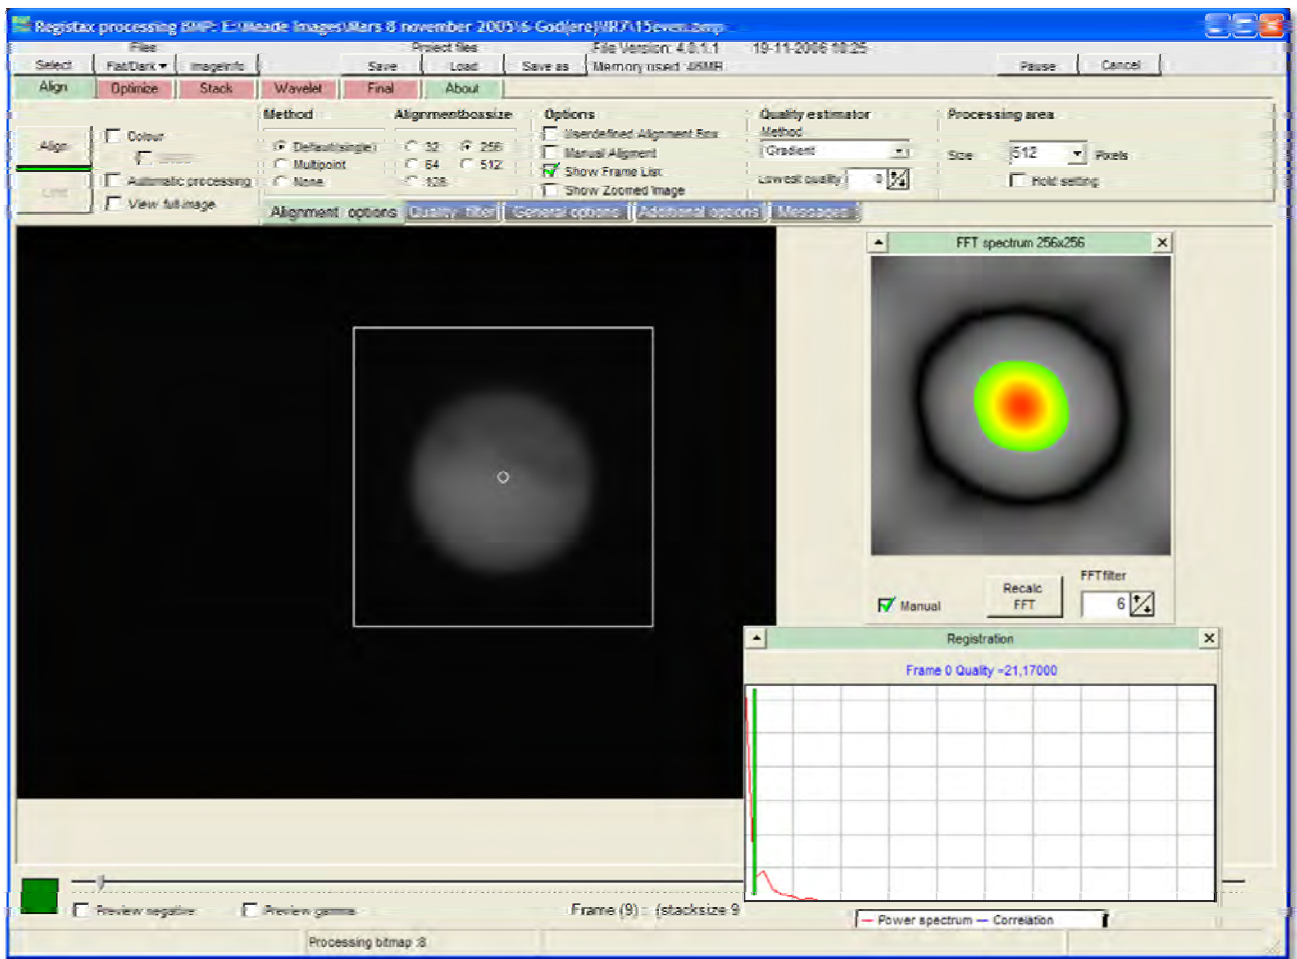 Registax processing BMP: E:\Meade Images\Mars 8 november 2005\6-God(ere)\IR7\15even.bmp
Files Project files File Version: 4.0.1.1 19-11-2006 10:25
Select Flat/Dark ImageInfo Save Load Save as Memory used :46MB Pause Cancel
Align Optimize Stack Wavelet Final About
Method Alignmentboxsize Options Quality estimator Processing area
Align Colour Default(single) 32 256 Userdefined Alignment Box Method
Multipoint 64 512 Manual Aligment Gradient Size 512 Pixels
Limit Automatic processing None 128 Show Frame List Lowest quality 0 Hold setting
View full image Show Zoomed Image
Alignment options Quality filter General options Additional options Messages
FFT spectrum 256x256
Manual Recalc FFT FFTfilter 6
Registration
Frame 0 Quality =21,17000
Preview negative Preview gamma Frame (9) : (stacksize 9
Power spectrum Correlation
Processing bitmap :8